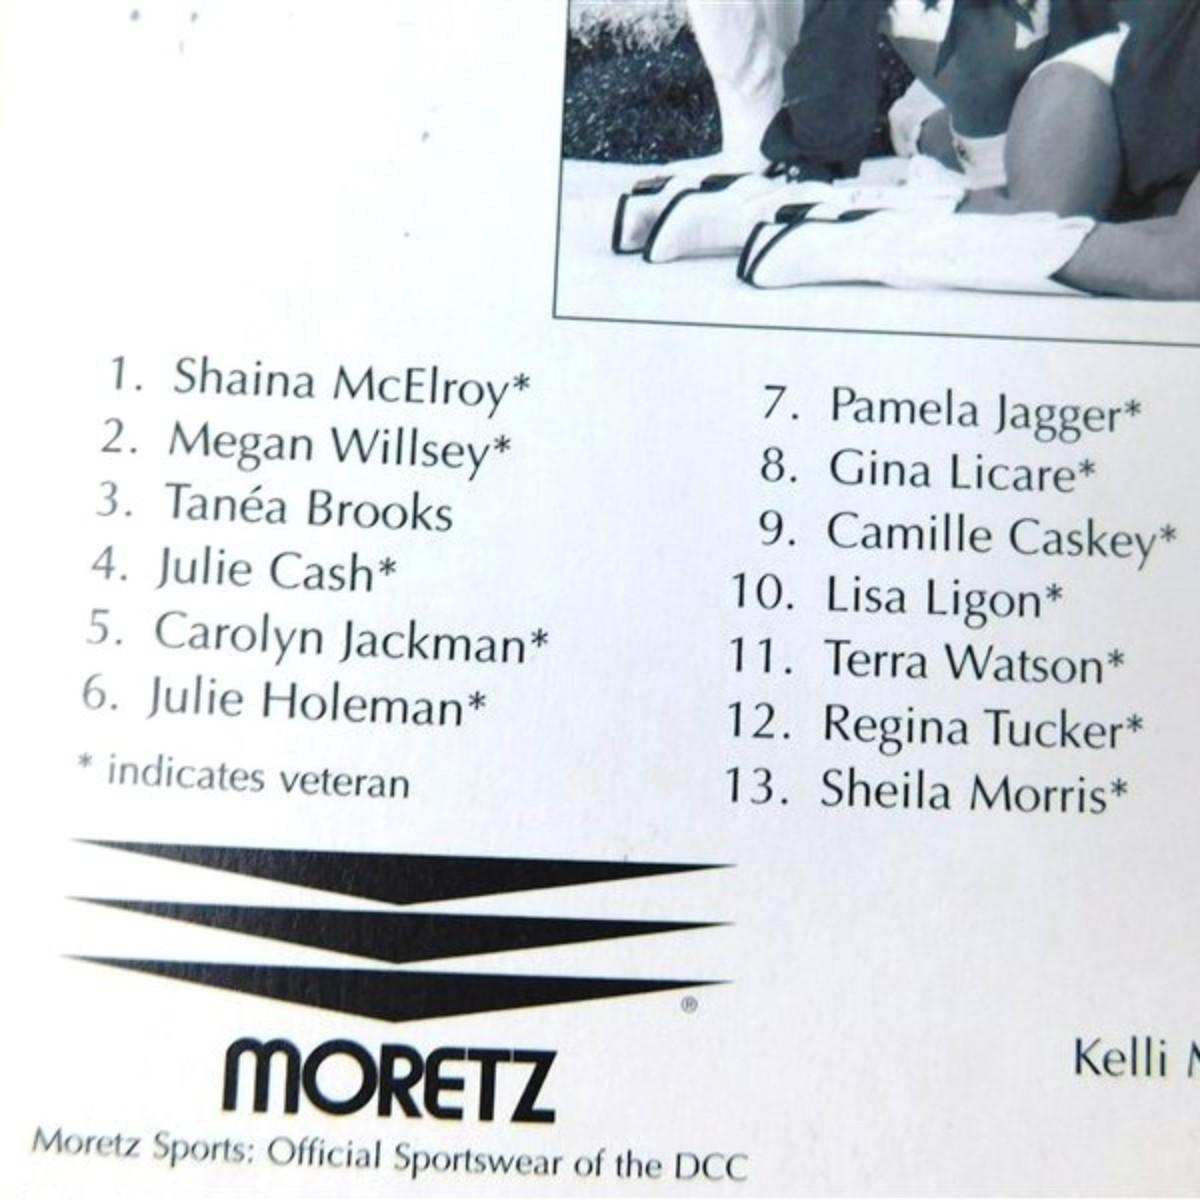 1. Shaina McElroy*
2. Megan Willsey*
3. Tanéa Brooks
4. Julie Cash*
5. Carolyn Jackman*
6. Julie Holeman*
* indicates veteran
7. Pamela Jagger*
8. Gina Licare*
9. Camille Caskey*
10. Lisa Ligon*
11. Terra Watson*
12. Regina Tucker*
13. Sheila Morris*
®
MORETZ
Moretz Sports: Official Sportswear of the DCC
Kelli